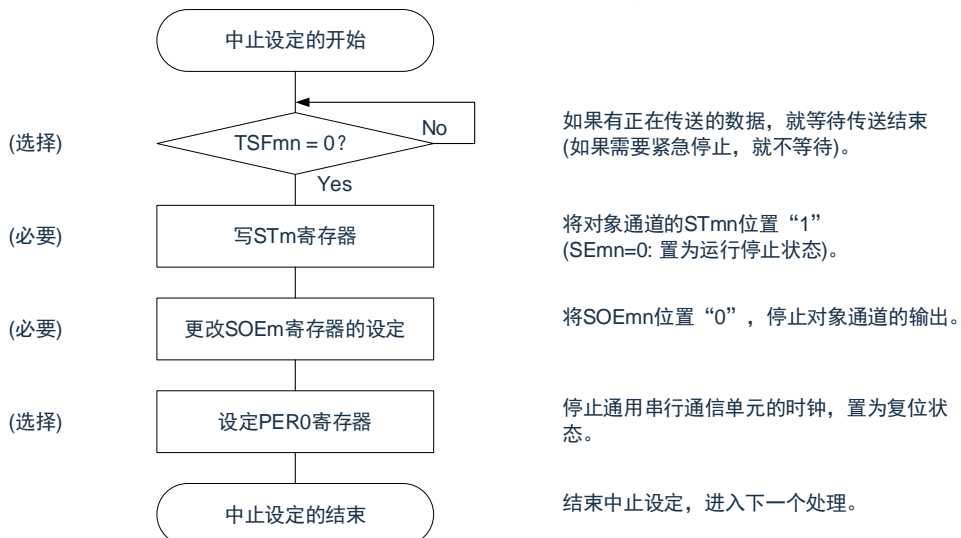 中止设定的开始
(选择)
TSFmn = 0?
No
Yes
如果有正在传送的数据，就等待传送结束
(如果需要紧急停止，就不等待)。
(必要)
写STm寄存器
将对象通道的STmn位置“1”
(SEmn=0: 置为运行停止状态)。
(必要)
更改SOEm寄存器的设定
将SOEmn位置“0”，停止对象通道的输出。
(选择)
设定PER0寄存器
停止通用串行通信单元的时钟，置为复位状
态。
中止设定的结束
结束中止设定，进入下一个处理。